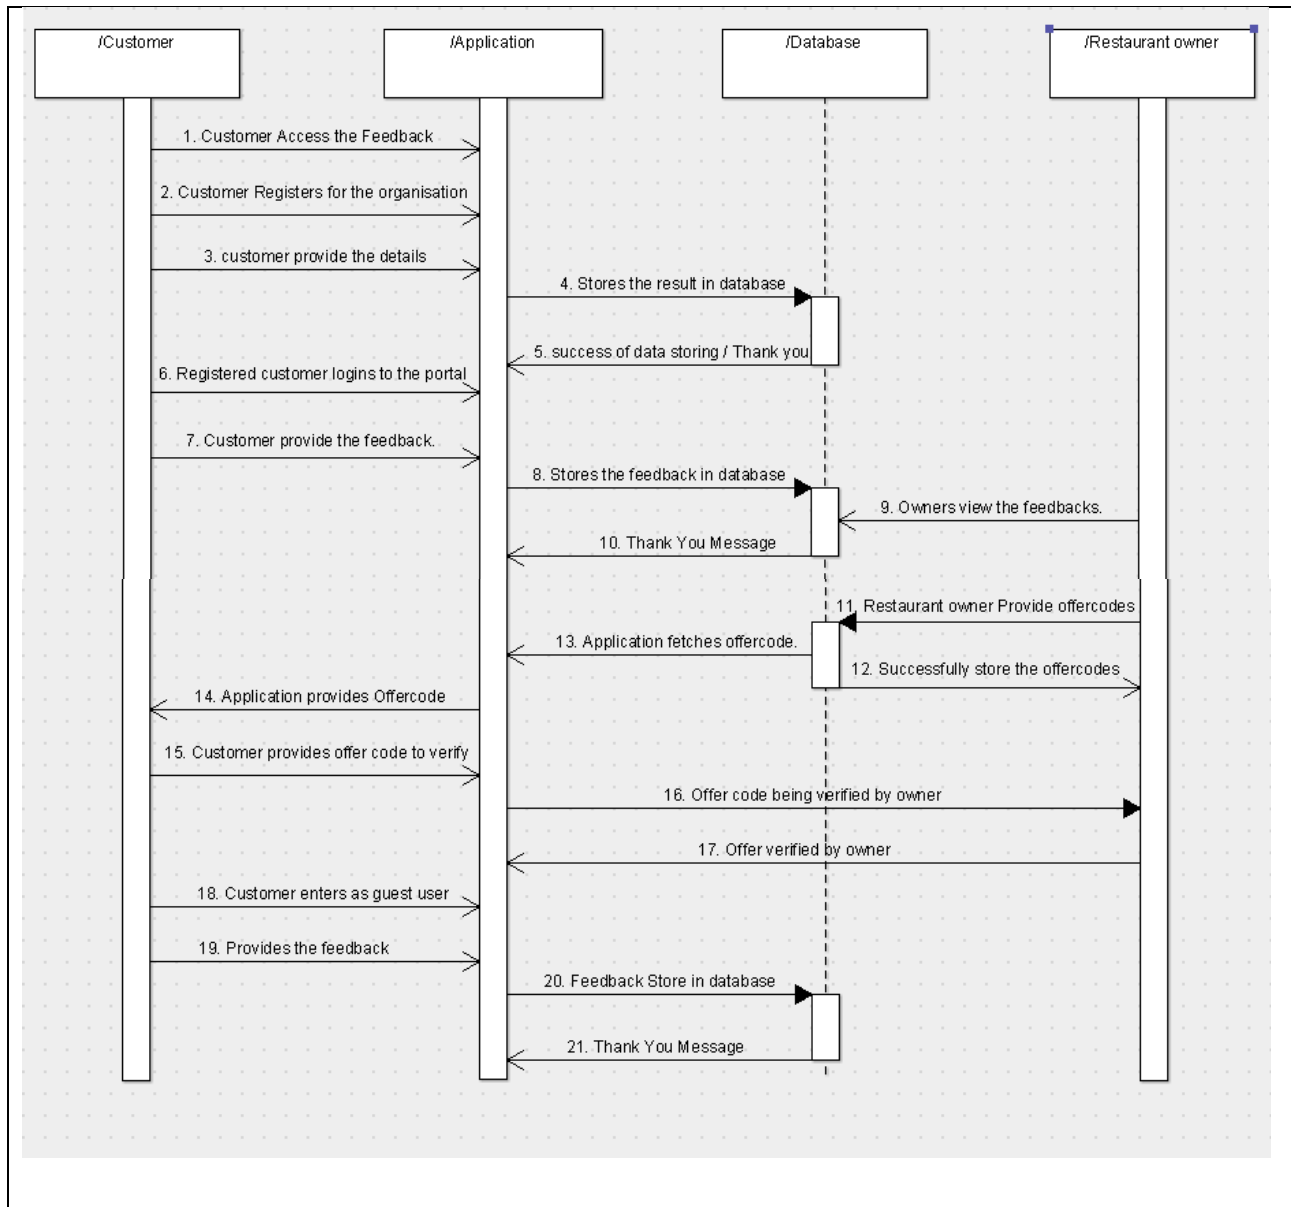 /Customer
/Application
/Database
/Restaurant owner
1. Customer Access the Feedback
2. Customer Registers for the organisation
3. customer provide the details
4. Stores the result in database
5. success of data storing / Thank you
6. Registered customer logins to the portal
7. Customer provide the feedback.
8. Stores the feedback in database
9. Owners view the feedbacks.
10. Thank You Message
11. Restaurant owner Provide offercodes
13. Application fetches offercode.
12. Successfully store the offercodes
14. Application provides Offercode
15. Customer provides offer code to verify
16. Offer code being verified by owner
17. Offer verified by owner
18. Customer enters as guest user
19. Provides the feedback
20. Feedback Store in database
21. Thank You Message